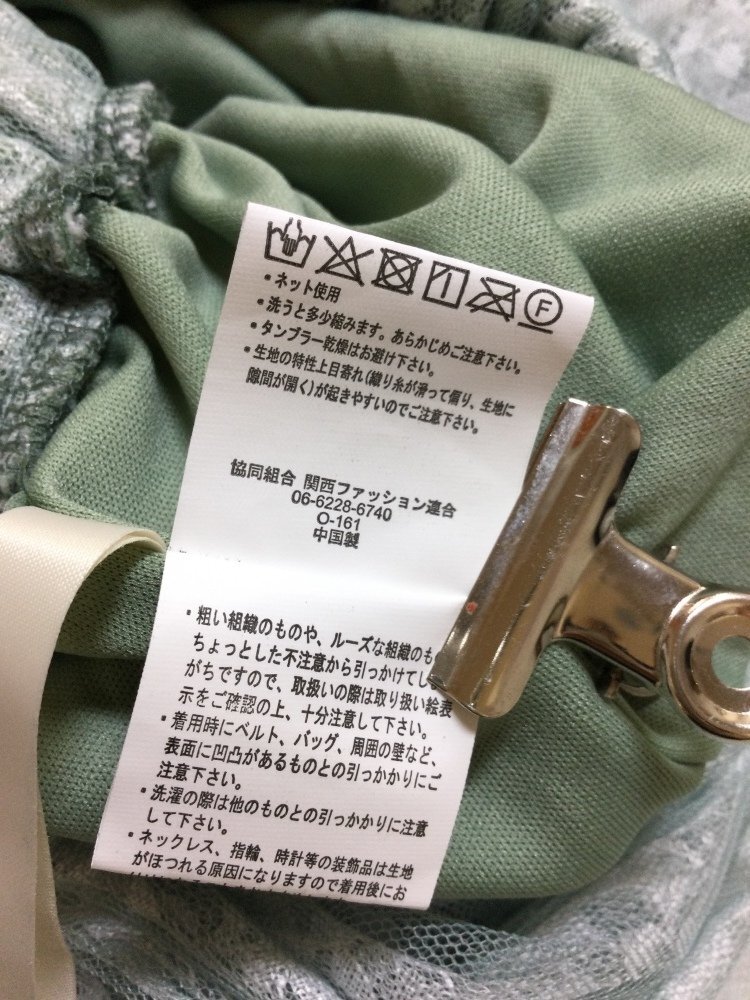 F
・ネット使用
・洗うと多少縮みます。あらかじめご注意下さい。
・タンブラー乾燥はお避け下さい。
・生地の特性上目寄れ(織り糸が滑って偏り、生地に
隙間が開く)が起きやすいのでご注意下さい。
協同組合 関西ファッション連合
06-6228-6740
O-161
中国製
・粗い組織のものや、ルーズな組織のも
ちょっとした不注意から引っかけてし
がちですので、取扱いの際は取り扱い絵表
示をご確認の上、十分注意して下さい。
・着用時にベルト、バッグ、周囲の壁など、
表面に凹凸があるものとの引っかかりにご
注意下さい。
・洗濯の際は他のものとの引っかかりに注意
して下さい。
・ネックレス、指輪、時計等の装飾品は生地
がほつれる原因になりますので着用後にお